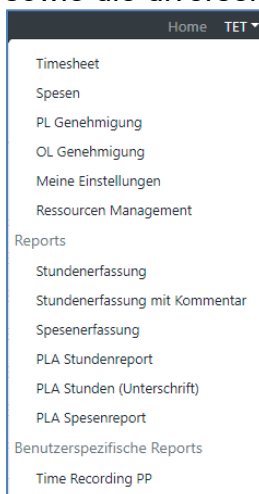 Home TET
Timesheet
Spesen
PL Genehmigung
OL Genehmigung
Meine Einstellungen
Ressourcen Management
Reports
Stundenerfassung
Stundenerfassung mit Kommentar
Spesenerfassung
PLA Stundenreport
PLA Stunden (Unterschrift)
PLA Spesenreport
Benutzerspezifische Reports
Time Recording PP